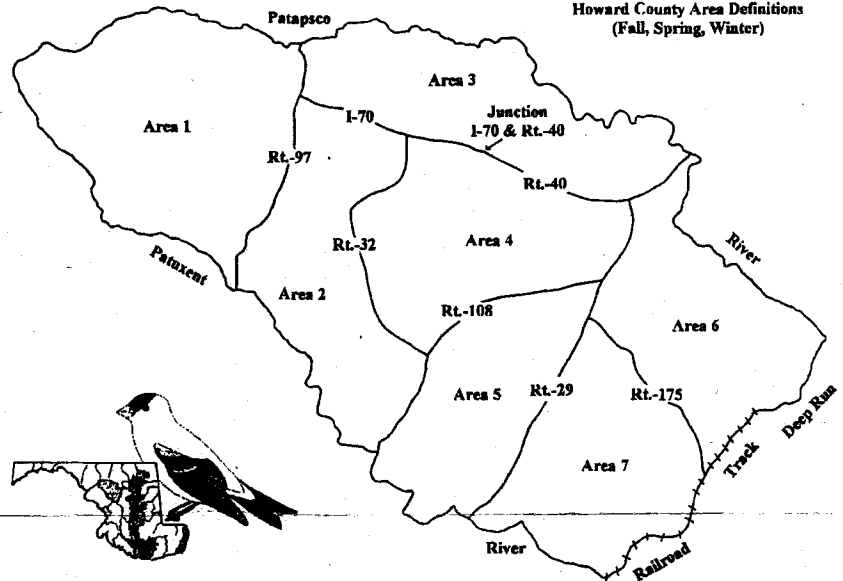 Howard County Area Definitions
(Fall, Spring, Winter)
Patapsco
Area 3
Junction
I-70 & Rt.-40
I-70
Area 1
Rt.-97
Rt.-40
Rt.-32
Area 4
River
Patuxent
Area 2
Rt.-108
Area 6
Area 5
Rt.-29
Rt.-175
Deep Run
Track
Area 7
River
Railroad